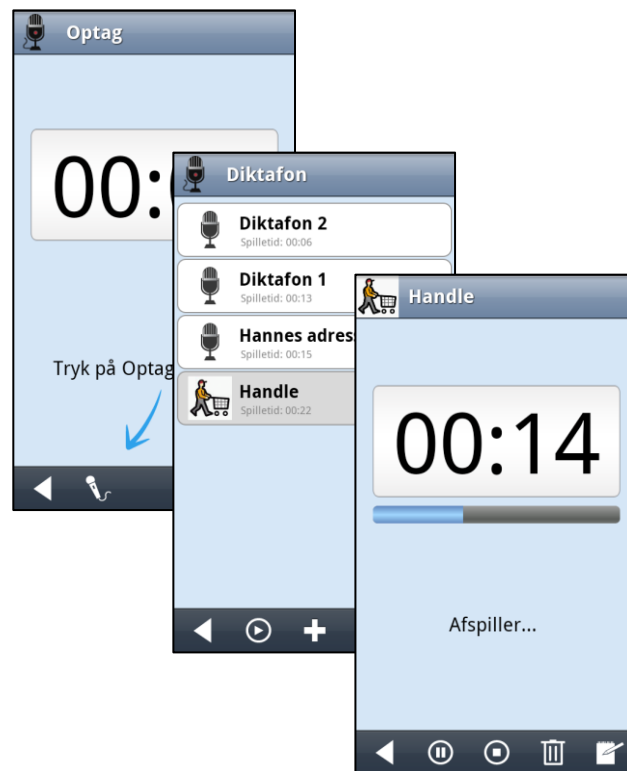 Optag
00:
Tryk på Optag
Diktafon
Diktafon 2
Spilletid: 00:06
Diktafon 1
Spilletid: 00:13
Hannes
Spilletid: 00:15
Handle
Spilletid: 00:22
Handle
00:14
Afspiller...